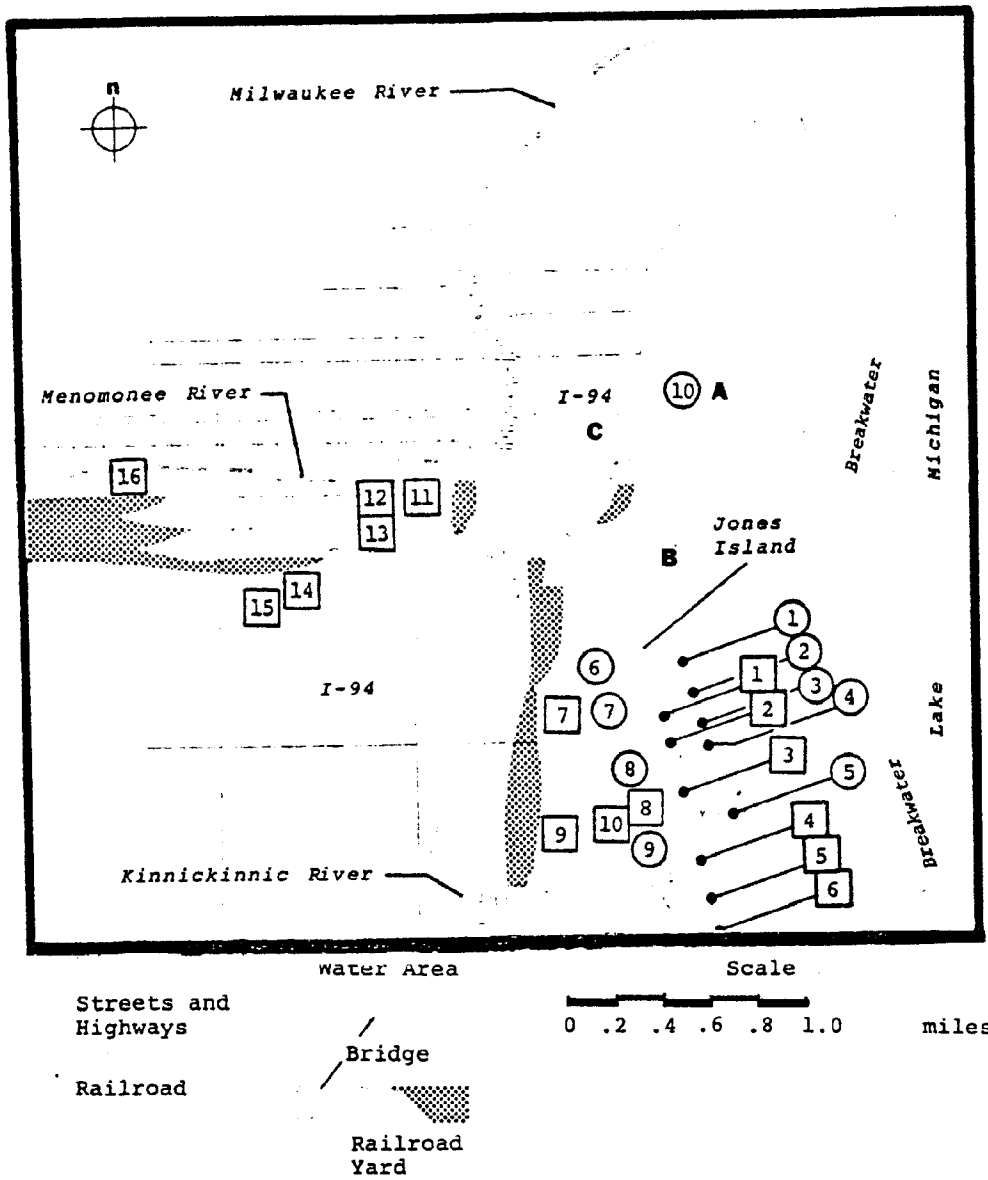 n
Milwaukee River
Menomonee River
I-94
10 A
C
Breakwater
Michigan
16
12 11
13
Jones
Island
B
14
15
1
2
6
1
3
4
I-94
7 7
2
Lake
3
8
5
8
10
4
9
9
5
Breakwater
Kinnickinnic River
6
Water Area
Scale
Streets and
Highways
0 .2 .4 .6 .8 1.0 miles
Bridge
Railroad
Railroad
Yard